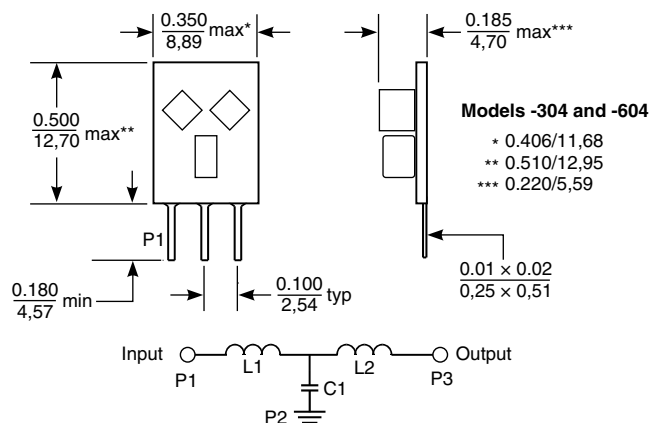 0.350
8,89 max*
0.185
4,70 max***
0.500
12,70 max**
Models -304 and -604
* 0.406/11,68
** 0.510/12,95
*** 0.220/5,59
P1
0.180
4,57 min
0.100
2,54 typ
0.01 × 0.02
0,25 × 0,51
Input P1 L1 L2 P3 Output
C1
P2